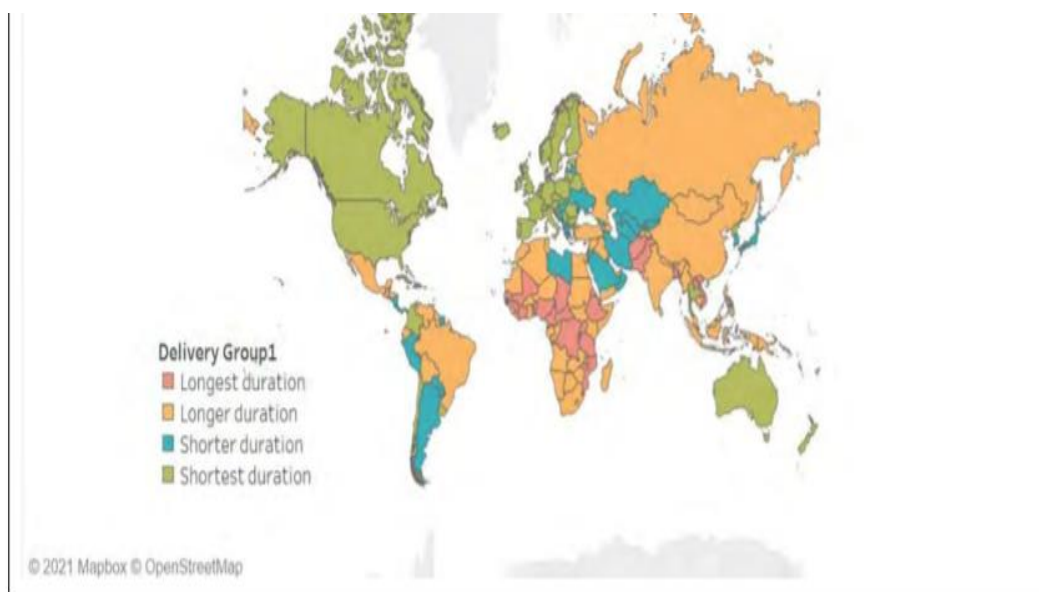 Delivery Group1
Longest duration
Longer duration
Shorter duration
Shortest duration
© 2021 Mapbox © OpenStreetMap